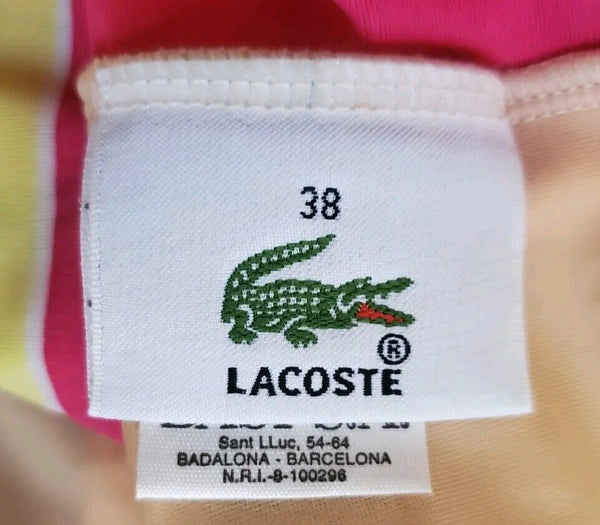 38
®
LACOSTE
Sant LLuc, 54-64
BADALONA - BARCELONA
N.R.I.-8-100296